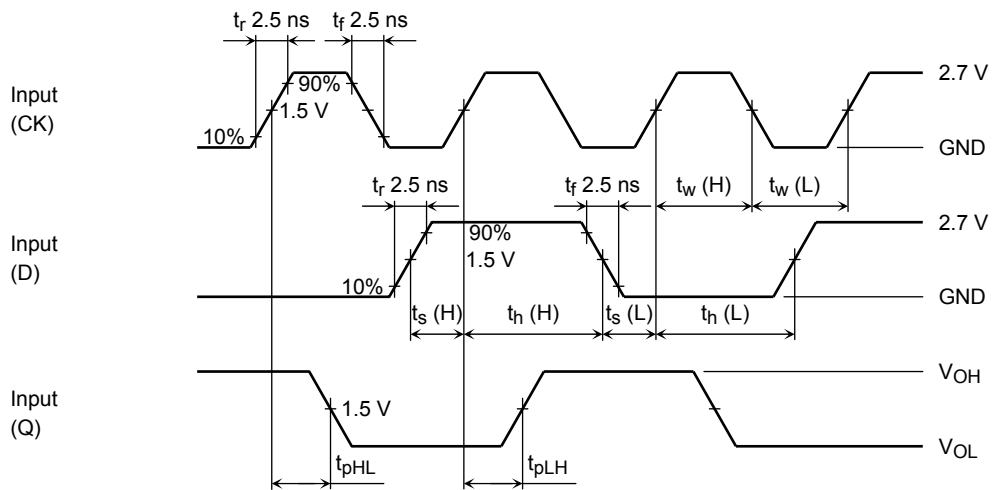 tr 2.5 ns
tf 2.5 ns
Input
(CK)
90%
1.5 V
10%
2.7 V
GND
tr 2.5 ns
tf 2.5 ns
tw (H)
tw (L)
Input
(D)
90%
1.5 V
10%
2.7 V
GND
ts (H)
th (H)
ts (L)
th (L)
Input
(Q)
1.5 V
VOH
VOL
tpHL
tpLH